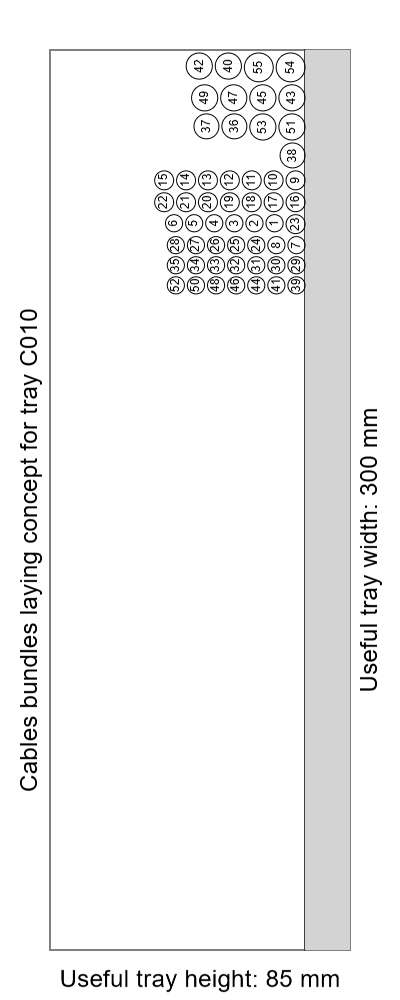 Cables bundles laying concept for tray C010
42 40 55 54
49 47 45 43
37 36 53 51
38
15 14 13 12 11 10 9
22 21 20 19 18 17 16
6 5 4 3 2 1 23
28 27 26 25 24 8 7
35 34 33 32 31 30 29
52 50 48 46 44 41 39
Useful tray width: 300 mm
Useful tray height: 85 mm